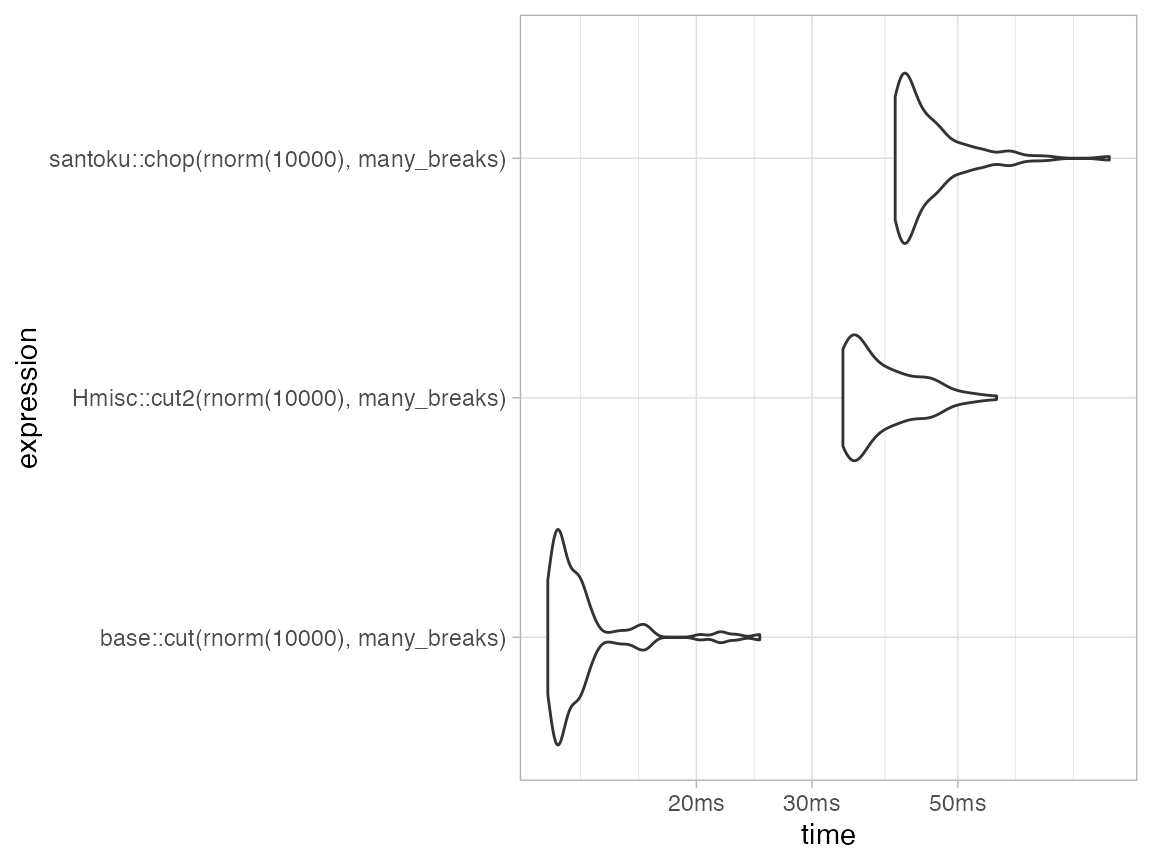 santoku::chop(rnorm(10000), many_breaks)
Hmisc::cut2(rnorm(10000), many_breaks)
base::cut(rnorm(10000), many_breaks)
expression
20ms 30ms 50ms
time